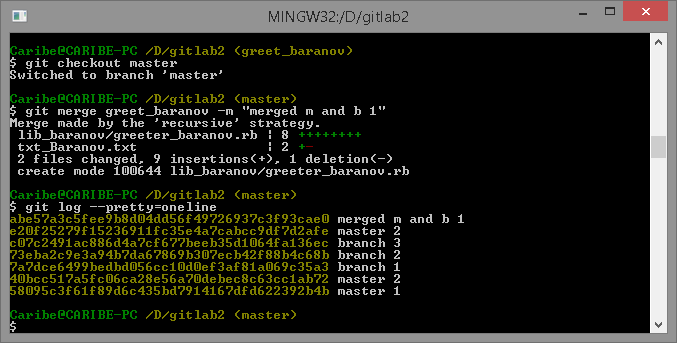 MINGW32:/D/gitlab2
Caribe@CARIBE-PC /D/gitlab2 (greet_baranov)
$ git checkout master
Switched to branch 'master'
Caribe@CARIBE-PC /D/gitlab2 (master)
$ git merge greet_baranov -m "merged m and b 1"
Merge made by the 'recursive' strategy.
lib_baranov/greeter_baranov.rb | 8 ++++++++
txt_Baranov.txt | 2 +-
2 files changed, 9 insertions(+), 1 deletion(-)
create mode 100644 lib_baranov/greeter_baranov.rb
Caribe@CARIBE-PC /D/gitlab2 (master)
$ git log --pretty=oneline
abe57a3c5fee9b8d04dd56f49726937c3f93cae0 merged m and b 1
e20f25279f15236911fc35e4a7cabcc9df7d2afe master 2
c07c2491ac886d4a7cf677beeb35d1064fa136ec branch 3
73eba2c9e3a94b7da67869b307ecb42f88b4c68b branch 2
7a7dce6499bedbd056cc10d0ef3af81a069c35a3 branch 1
40bcc517a5fc06ca28e56a70debec8c63cc1ab72 master 2
58095c3f61f89d6c435bd7914167dfd622392b4b master 1
Caribe@CARIBE-PC /D/gitlab2 (master)
$